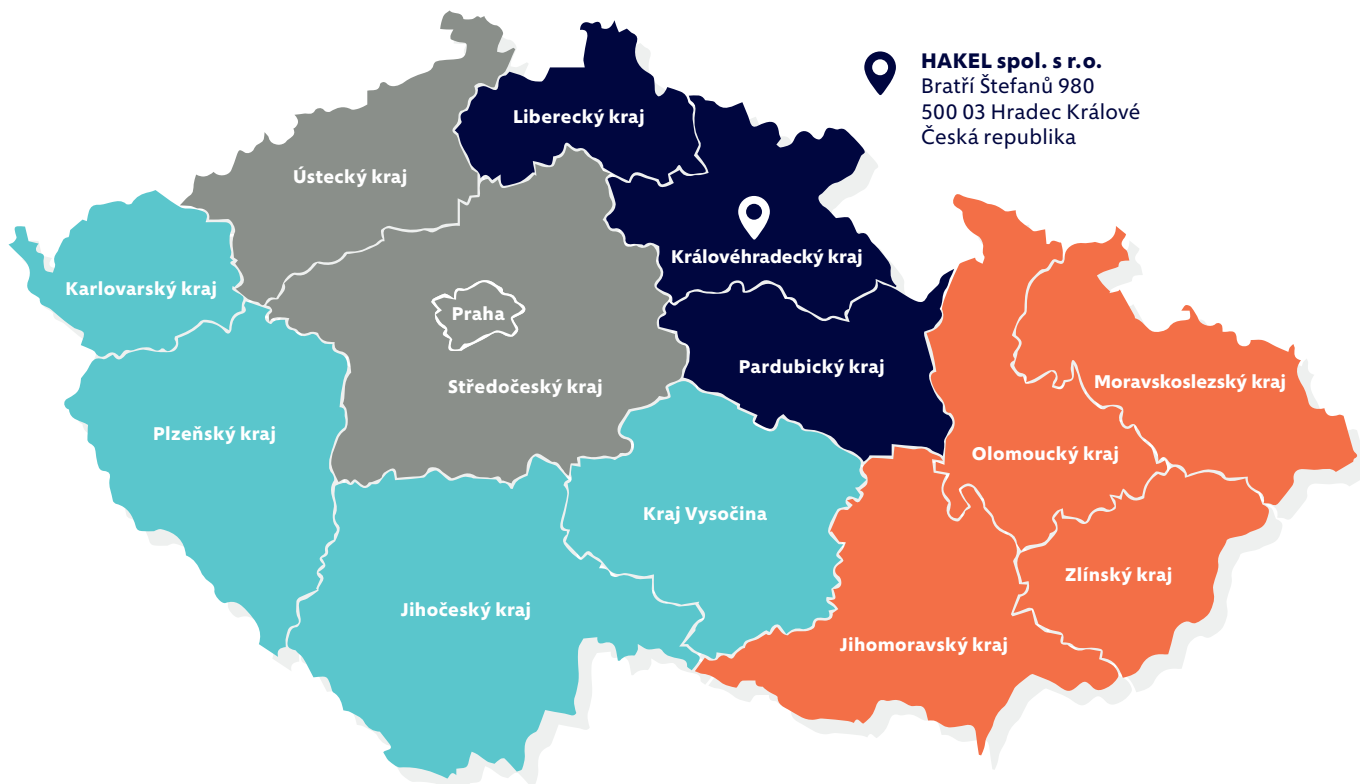 HAKEL spol. s r.o.
Bratří Štefanů 980
500 03 Hradec Králové
Česká republika
Liberecký kraj
Ústecký kraj
Královéhradecký kraj
Karlovarský kraj
Praha
Pardubický kraj
Středočeský kraj
Moravskoslezský kraj
Plzeňský kraj
Olomoucký kraj
Kraj Vysočina
Zlínský kraj
Jihočeský kraj
Jihomoravský kraj